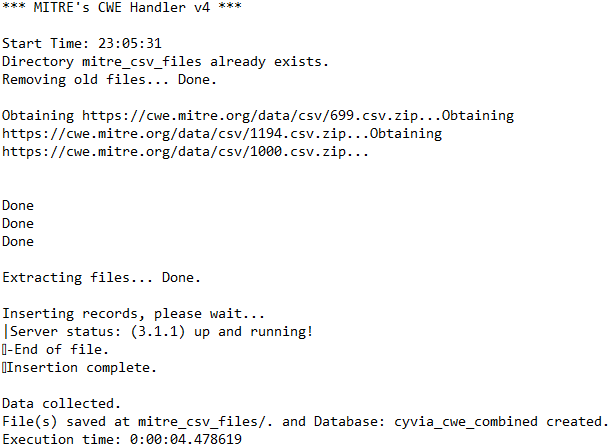 *** MITRE's CWE Handler v4 ***
Start Time: 23:05:31
Directory mitre_csv_files already exists.
Removing old files... Done.
Obtaining https://cwe.mitre.org/data/csv/699.csv.zip...Obtaining
https://cwe.mitre.org/data/csv/1194.csv.zip...Obtaining
https://cwe.mitre.org/data/csv/1000.csv.zip...
Done
Done
Done
Extracting files... Done.
Inserting records, please wait...
|Server status: (3.1.1) up and running!
▯-End of file.
▯Insertion complete.
Data collected.
File(s) saved at mitre_csv_files/. and Database: cyvia_cwe_combined created.
Execution time: 0:00:04.478619